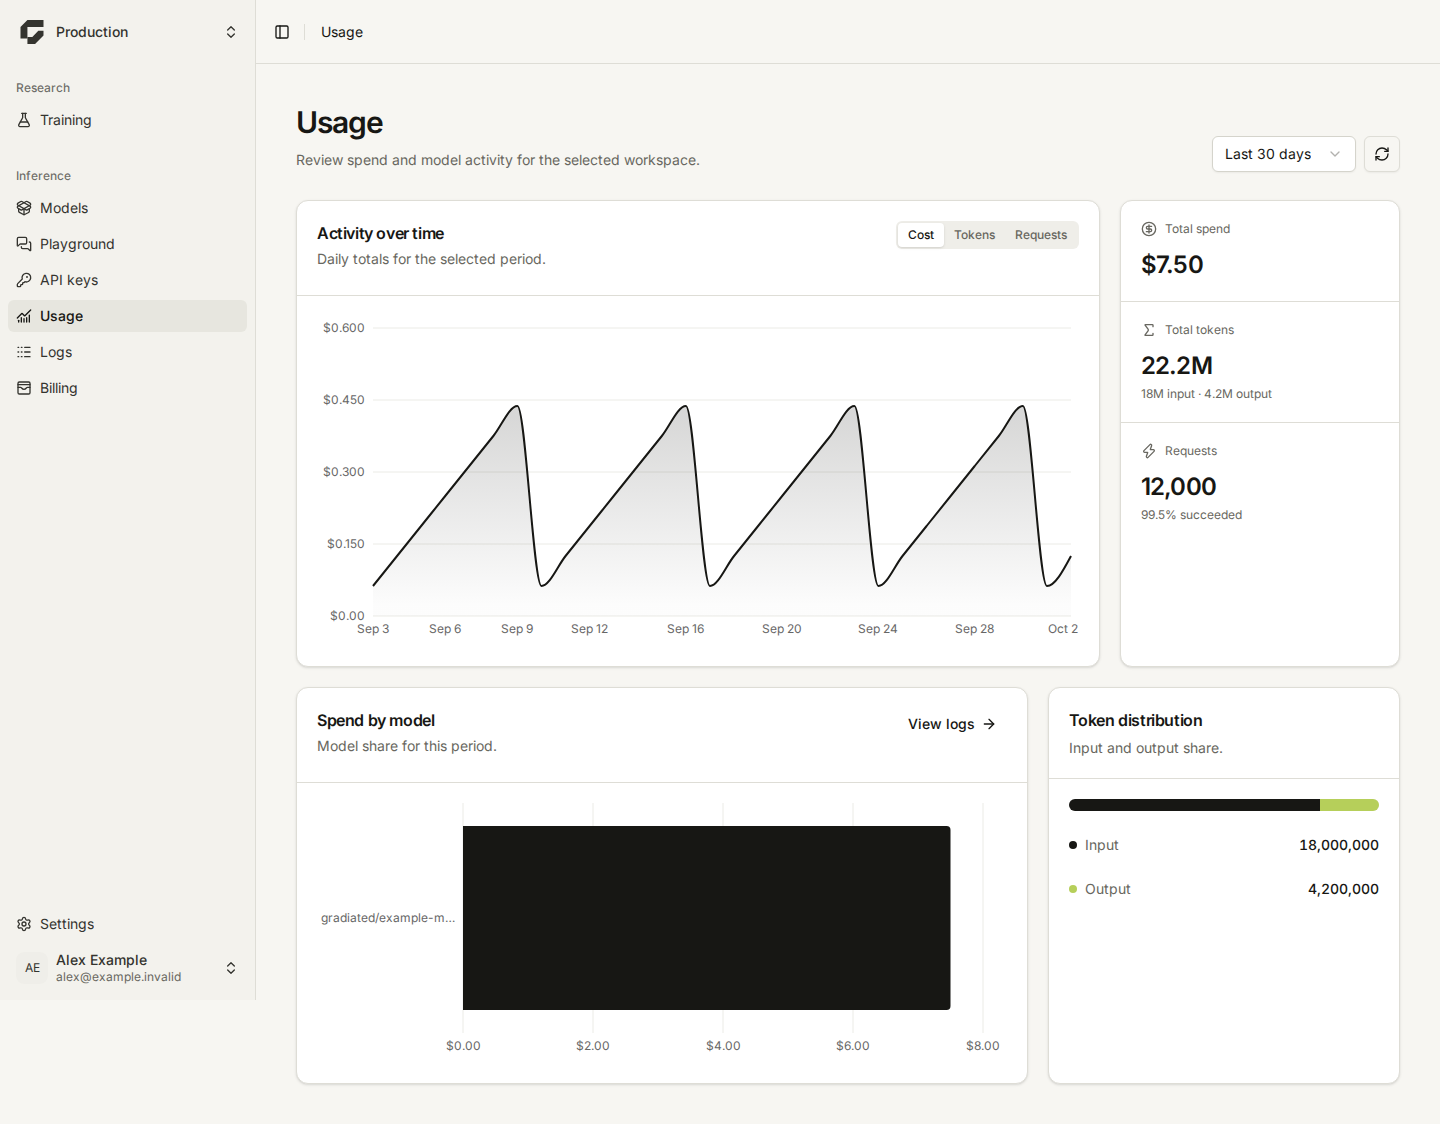 Production
Research
Training
Inference
Models
Playground
API keys
Usage
Logs
Billing
Settings
AE
Alex Example
alex@example.invalid
Usage
Usage
Review spend and model activity for the selected workspace.
Last 30 days
Activity over time
Daily totals for the selected period.
Cost Tokens Requests
$0.600
$0.450
$0.300
$0.150
$0.00
Sep 3 Sep 6 Sep 9 Sep 12 Sep 16 Sep 20 Sep 24 Sep 28 Oct 2
Total spend
$7.50
Total tokens
22.2M
18M input · 4.2M output
Requests
12,000
99.5% succeeded
Spend by model
Model share for this period.
View logs
gradiated/example-m...
$0.00 $2.00 $4.00 $6.00 $8.00
Token distribution
Input and output share.
Input 18,000,000
Output 4,200,000